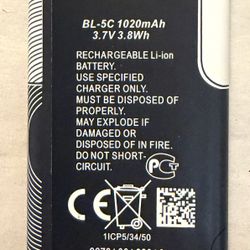 BL-5C 1020mAh
3.7V 3.8Wh
RECHARGEABLE Li-ion
BATTERY.
USE SPECIFIED
CHARGER ONLY.
MUST BE DISPOSED
OF PROPERLY.
MAY EXPLODE IF
DAMAGED OR
DISPOSED IN FIRE.
DO NOT SHORT-
CIRCUIT.
1ICP5/34/50